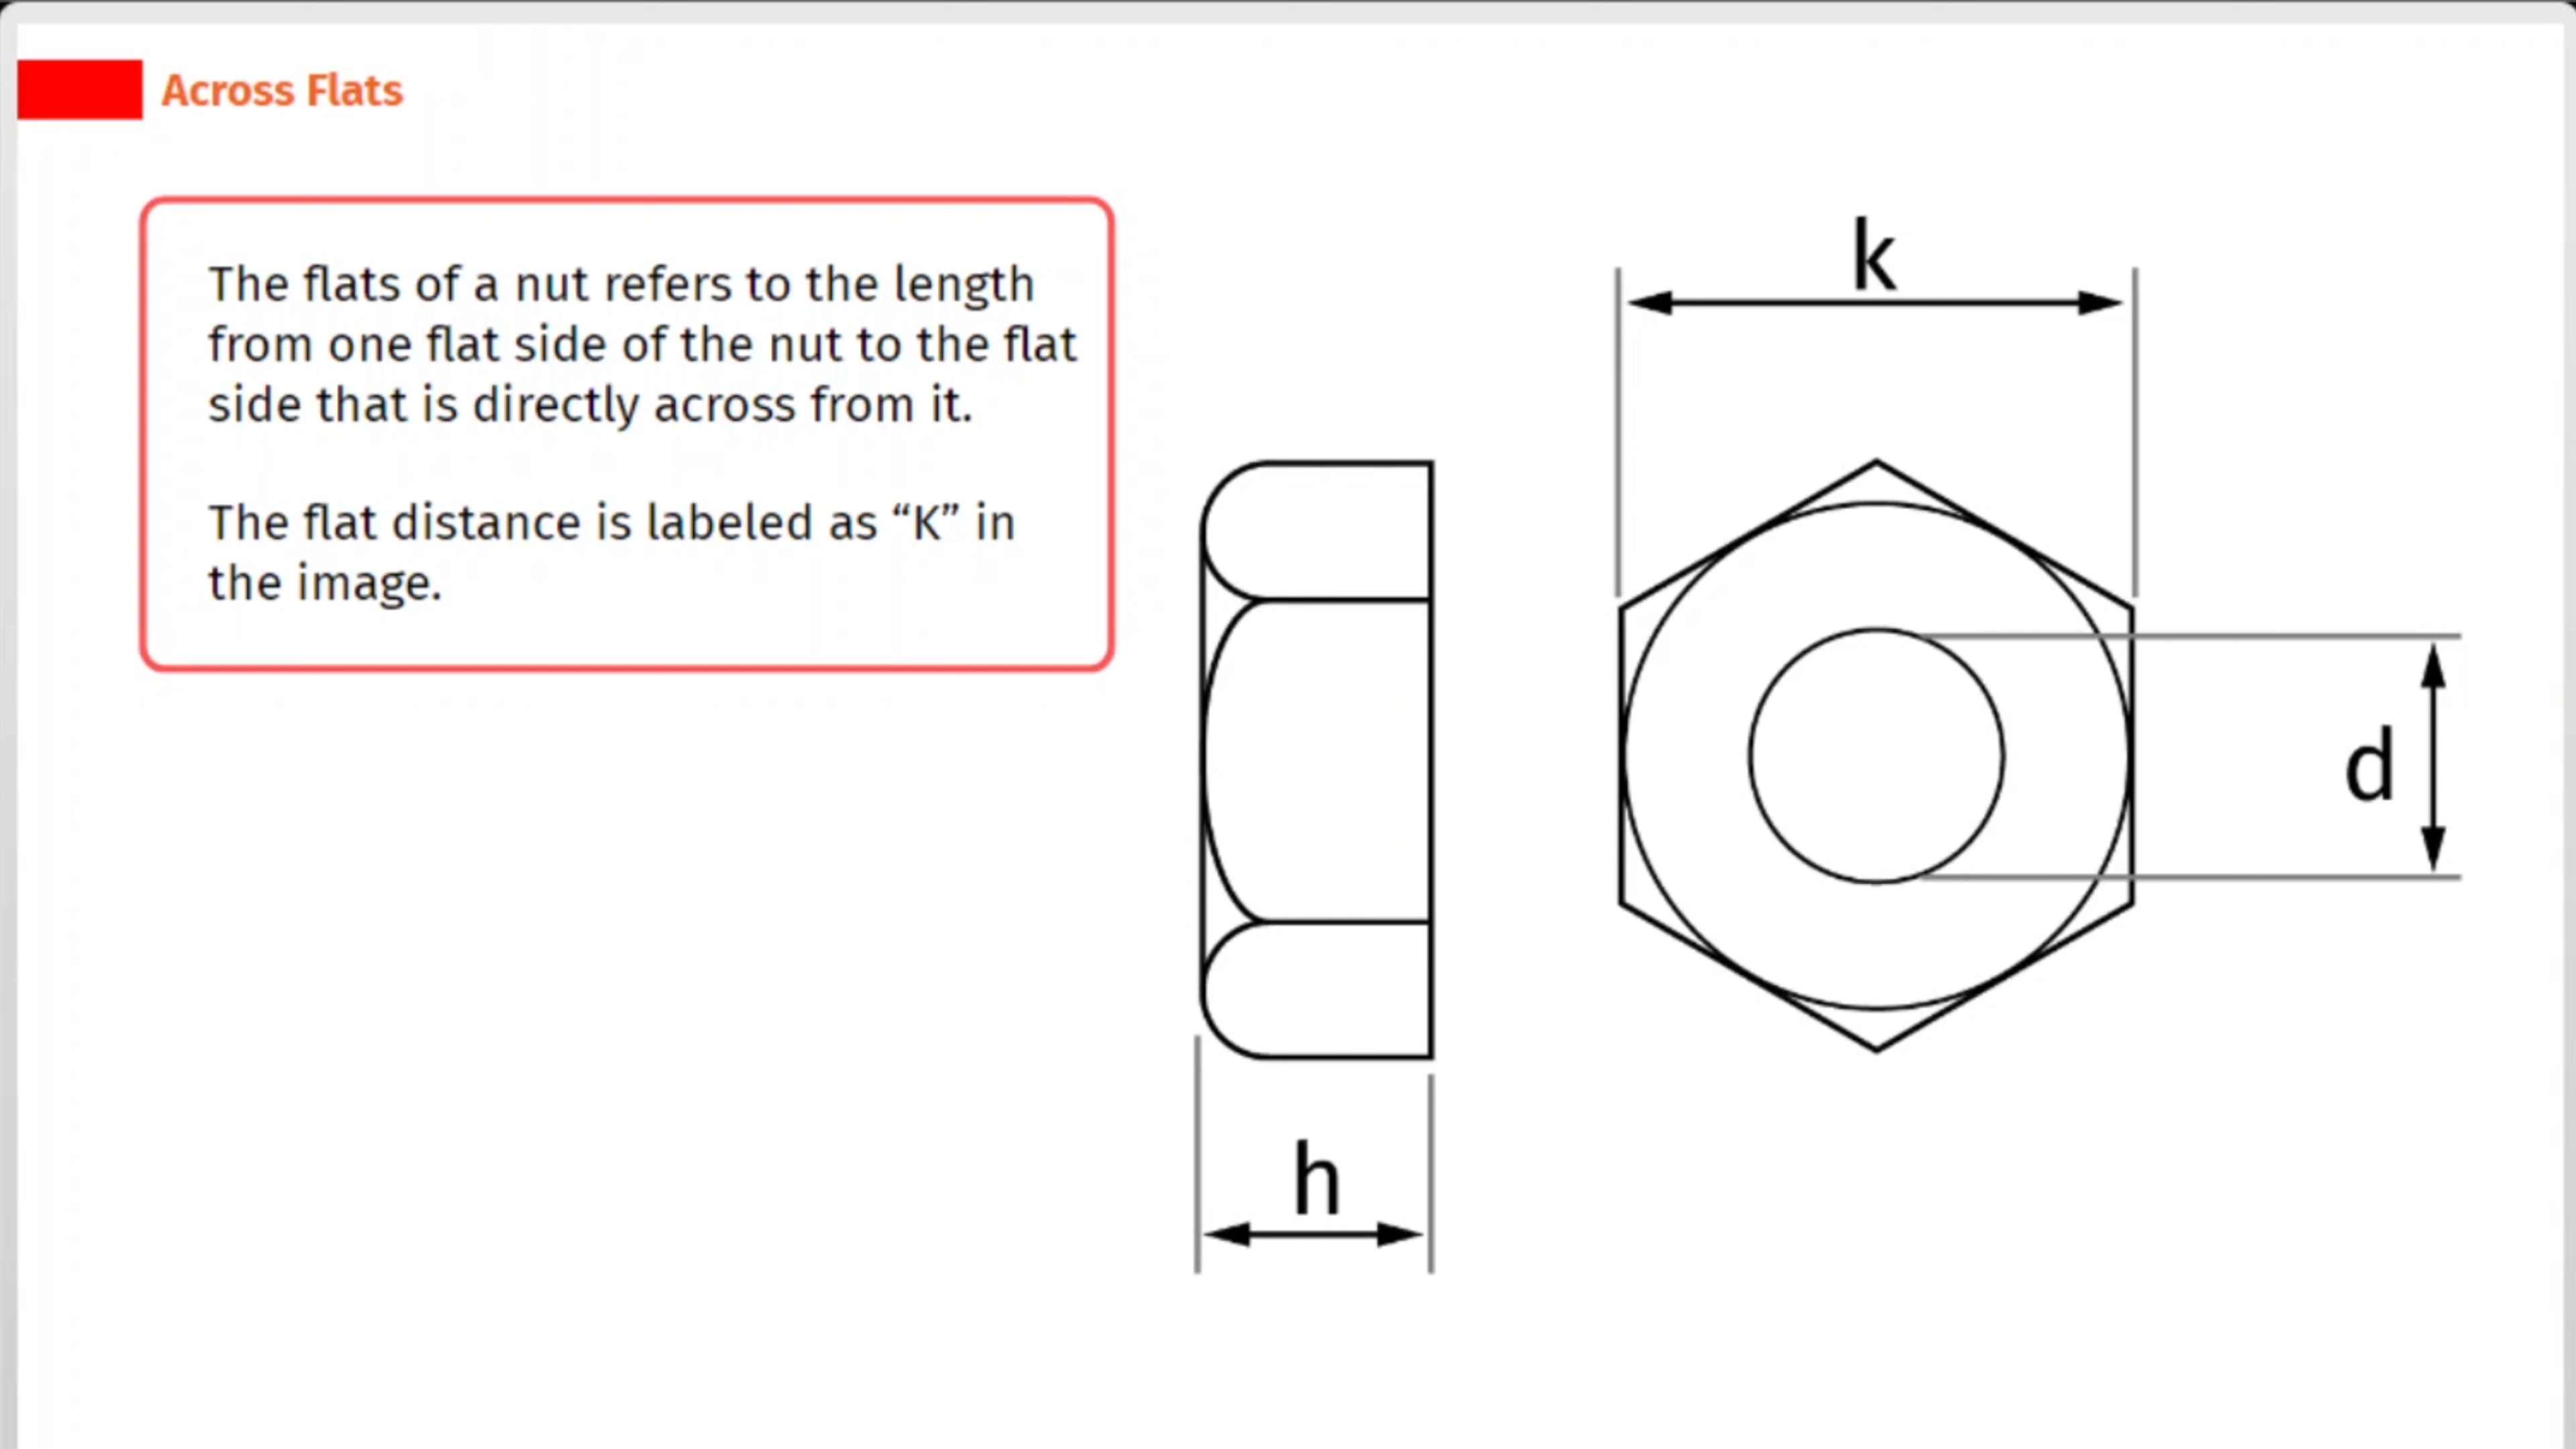 Across Flats
The flats of a nut refers to the length
from one flat side of the nut to the flat
side that is directly across from it.
The flat distance is labeled as “K” in
the image.
k
d
h